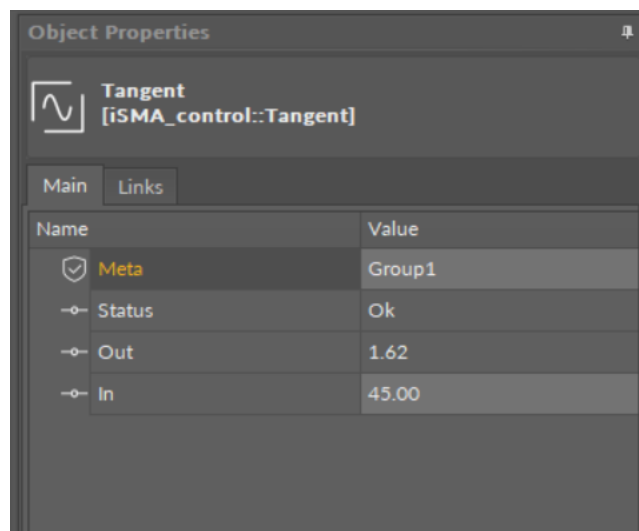 Object Properties
Tangent
[iSMA_control::Tangent]
Main Links
Name Value
Meta Group1
Status Ok
Out 1.62
In 45.00